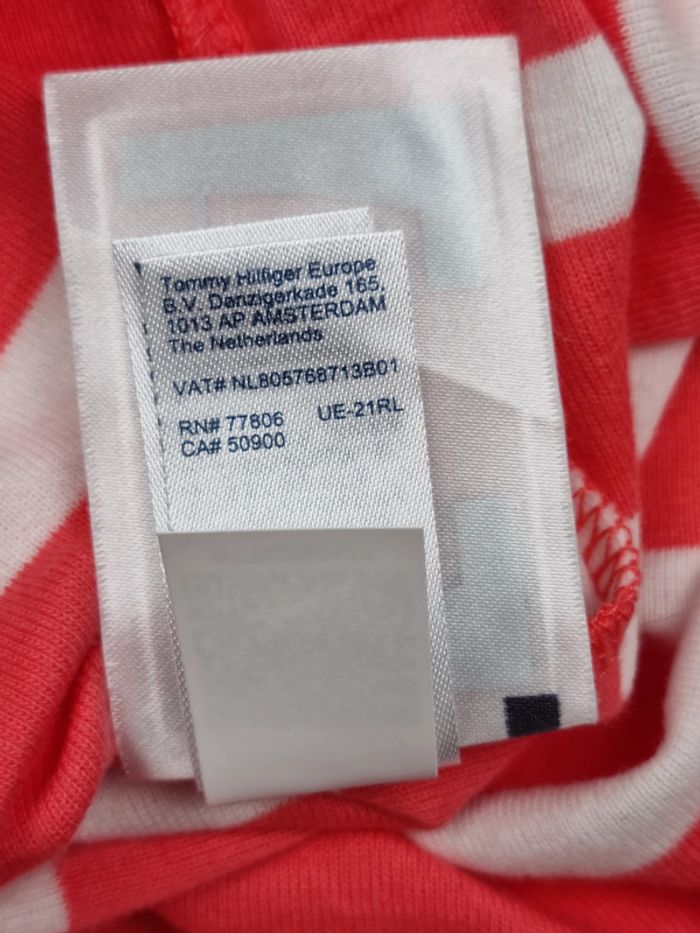 Tommy Hilfiger Europe
B.V. Danzigerkade 165,
1013 AP AMSTERDAM
The Netherlands
VAT# NL805768713B01
RN# 77806 UE-21RL
CA# 50900